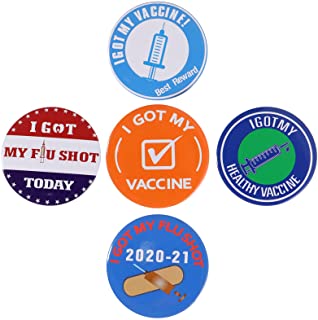 I GOT MY VACCINE!
Best Reward
I GOT
MY FLU SHOT
TODAY
I GOT MY
VACCINE
I GOT MY
HEALTHY VACCINE
I GOT MY FLU SHOT
2020-21